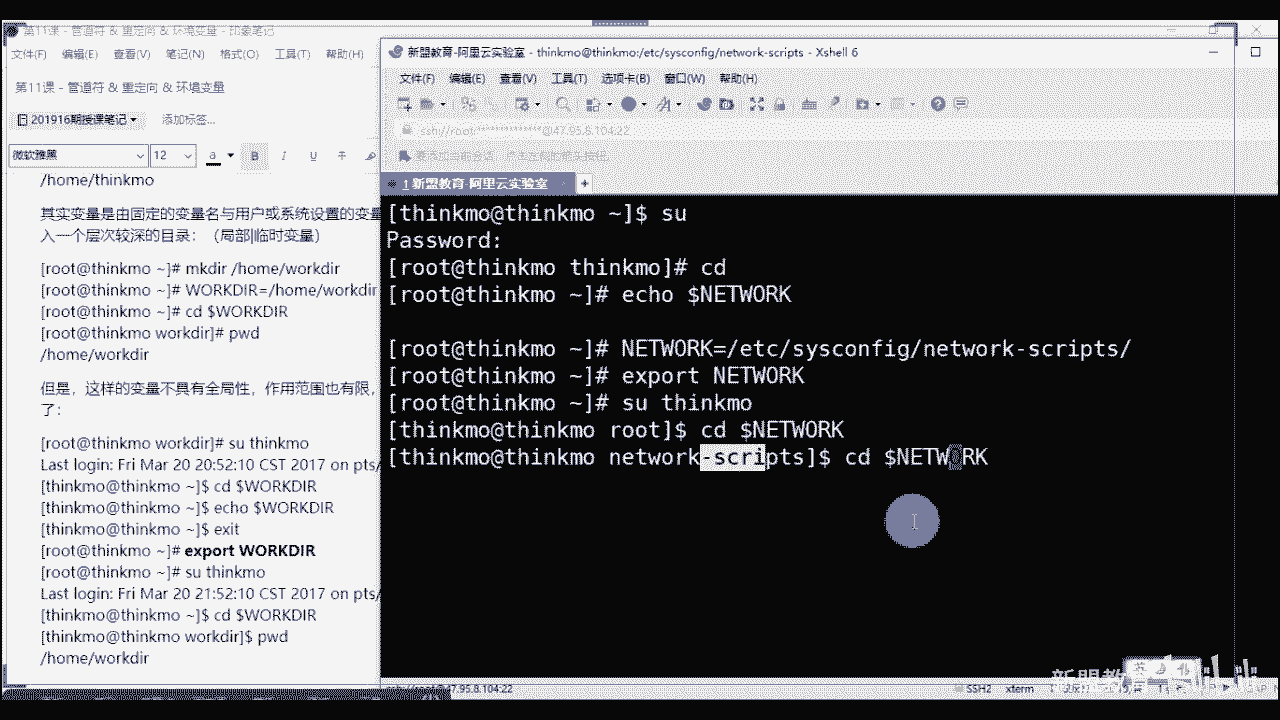 第11课 - 管道符 & 重定向 & 环境变量 - 印象笔记
文件(F) 编辑(E) 查看(V) 笔记(N) 格式(O) 工具(T) 帮助(H)
第11课 - 管道符 & 重定向 & 环境变量
201916期授课笔记 添加标签...
微软雅黑 12 a B I U T
/home/thinkmo
其实变量是由固定的变量名与用户或系统设置的变量
入一个层次较深的目录：（局部|临时变量）
[root@thinkmo ~]# mkdir /home/workdir
[root@thinkmo ~]# WORKDIR=/home/workdir
[root@thinkmo ~]# cd $WORKDIR
[root@thinkmo workdir]# pwd
/home/workdir
但是，这样的变量不具有全局性，作用范围也有限，
了：
[root@thinkmo workdir]# su thinkmo
Last login: Fri Mar 20 20:52:10 CST 2017 on pts/
[thinkmo@thinkmo ~]$ cd $WORKDIR
[thinkmo@thinkmo ~]$ echo $WORKDIR
[thinkmo@thinkmo ~]$ exit
[root@thinkmo ~]# export WORKDIR
[root@thinkmo ~]# su thinkmo
Last login: Fri Mar 20 21:52:10 CST 2017 on pts/
[thinkmo@thinkmo ~]$ cd $WORKDIR
[thinkmo@thinkmo workdir]$ pwd
/home/workdir
新盟教育-阿里云实验室 - thinkmo@thinkmo:/etc/sysconfig/network-scripts - Xshell 6
文件(F) 编辑(E) 查看(V) 工具(T) 选项卡(B) 窗口(W) 帮助(H)
ssh://root:***************@47.95.8.104:22
1 新盟教育-阿里云实验室
[thinkmo@thinkmo ~]$ su
Password:
[root@thinkmo thinkmo]# cd
[root@thinkmo ~]# echo $NETWORK
[root@thinkmo ~]# NETWORK=/etc/sysconfig/network-scripts/
[root@thinkmo ~]# export NETWORK
[root@thinkmo ~]# su thinkmo
[thinkmo@thinkmo root]$ cd $NETWORK
[thinkmo@thinkmo network-scripts]$ cd $NETWORK
SSH2 xterm
新盟教育